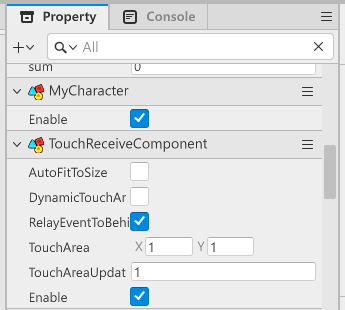 Property Console
All
sum 0
MyCharacter
Enable
TouchReceiveComponent
AutoFitToSize
DynamicTouchAr
RelayEventToBehi
TouchArea X 1 Y 1
TouchAreaUpdat 1
Enable